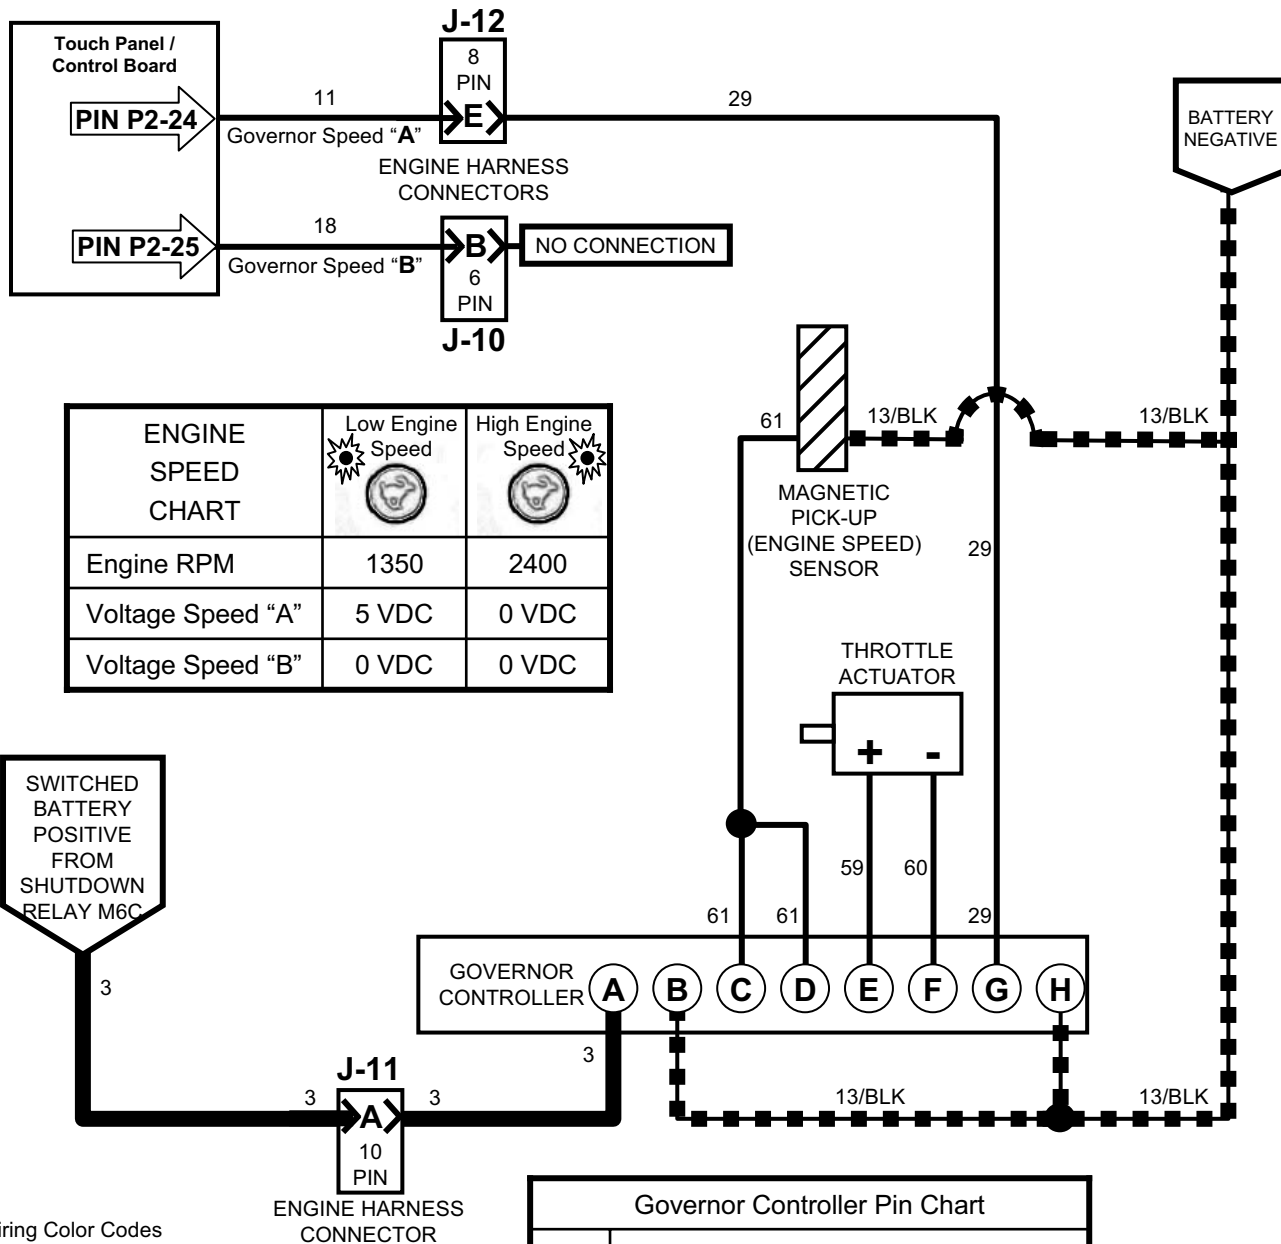 J-12
Touch Panel /
Control Board
8
PIN
E
PIN P2-24
11
29
Governor Speed "A"
BATTERY
NEGATIVE
ENGINE HARNESS
CONNECTORS
PIN P2-25
18
B
NO CONNECTION
Governor Speed "B"
6
PIN
J-10
ENGINE
SPEED
CHART
Low Engine
Speed
High Engine
Speed
Engine RPM
1350
2400
Voltage Speed "A"
5 VDC
0 VDC
Voltage Speed "B"
0 VDC
0 VDC
61
13/BLK
13/BLK
MAGNETIC
PICK-UP
(ENGINE SPEED)
SENSOR
29
THROTTLE
ACTUATOR
+
-
SWITCHED
BATTERY
POSITIVE
FROM
SHUTDOWN
RELAY M6C
59
60
61
61
29
GOVERNOR
CONTROLLER
A
B
C
D
E
F
G
H
3
3
J-11
3
3
A
10
PIN
13/BLK
13/BLK
ENGINE HARNESS
CONNECTOR
Governor Controller Pin Chart
iring Color Codes